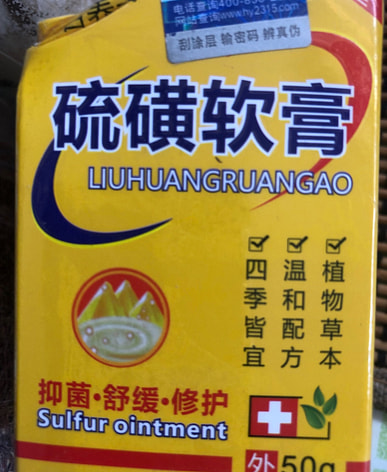 电话查询400-8
网站查询www.hy2315.com
刮涂层 输密码 辨真伪
硫磺软膏
LIUHUANGRUANGAO
植物草本
温和配方
四季皆宜
抑菌·舒缓·修护
Sulfur ointment
外 50g